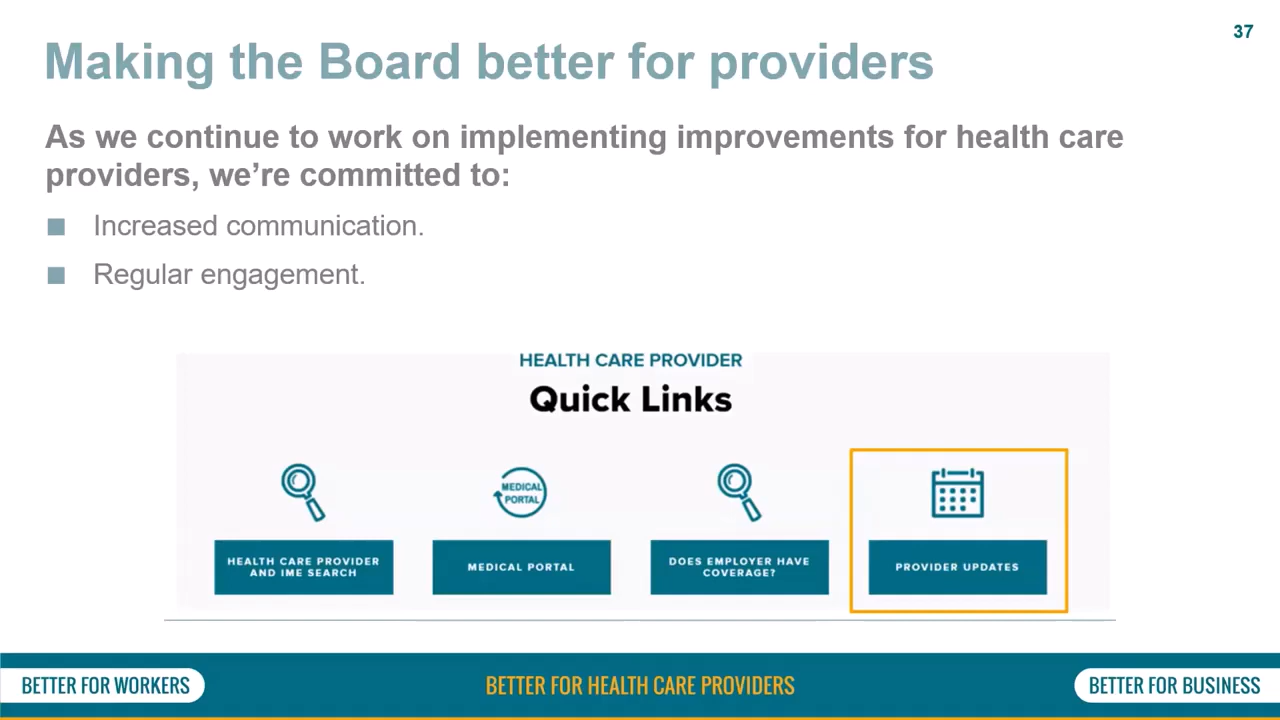 37
Making the Board better for providers
As we continue to work on implementing improvements for health care
providers, we’re committed to:
Increased communication.
Regular engagement.
HEALTH CARE PROVIDER
Quick Links
MEDICAL
PORTAL
HEALTH CARE PROVIDER
AND IME SEARCH
MEDICAL PORTAL
DOES EMPLOYER HAVE
COVERAGE?
PROVIDER UPDATES
BETTER FOR WORKERS
BETTER FOR HEALTH CARE PROVIDERS
BETTER FOR BUSINESS